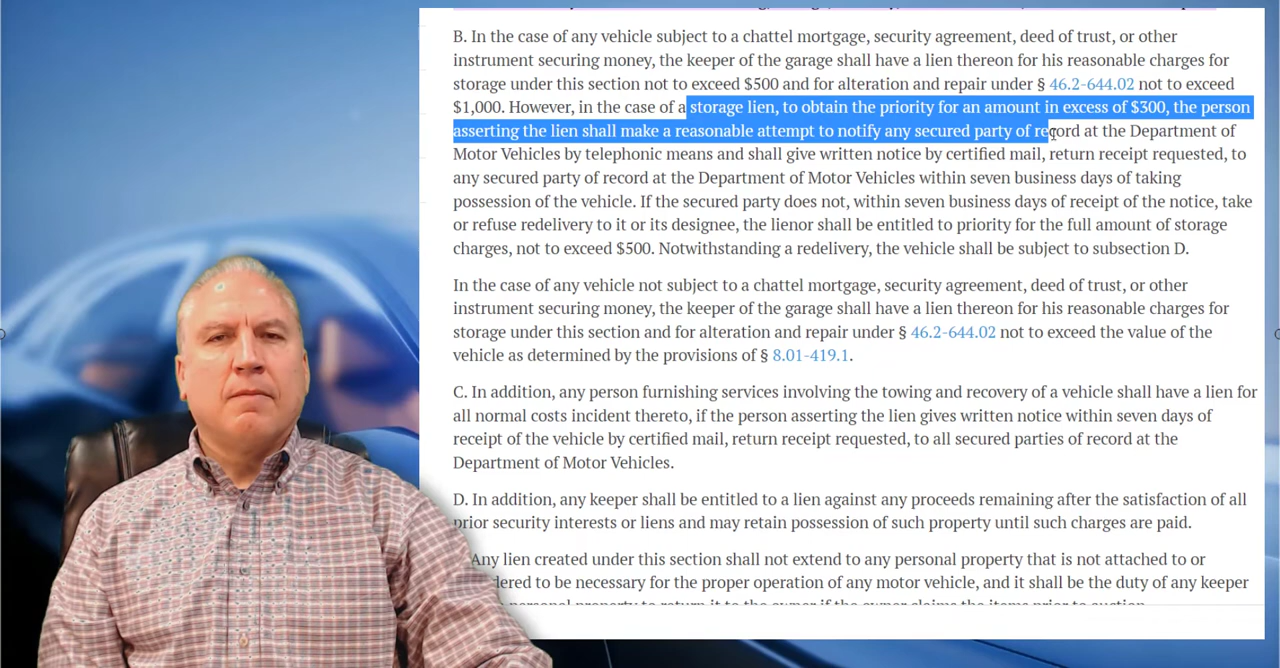 B. In the case of any vehicle subject to a chattel mortgage, security agreement, deed of trust, or other
instrument securing money, the keeper of the garage shall have a lien thereon for his reasonable charges for
storage under this section not to exceed $500 and for alteration and repair under § 46.2-644.02 not to exceed
$1,000. However, in the case of a storage lien, to obtain the priority for an amount in excess of $300, the person
asserting the lien shall make a reasonable attempt to notify any secured party of record at the Department of
Motor Vehicles by telephonic means and shall give written notice by certified mail, return receipt requested, to
any secured party of record at the Department of Motor Vehicles within seven business days of taking
possession of the vehicle. If the secured party does not, within seven business days of receipt of the notice, take
or refuse redelivery to it or its designee, the lienor shall be entitled to priority for the full amount of storage
charges, not to exceed $500. Notwithstanding a redelivery, the vehicle shall be subject to subsection D.
In the case of any vehicle not subject to a chattel mortgage, security agreement, deed of trust, or other
instrument securing money, the keeper of the garage shall have a lien thereon for his reasonable charges for
storage under this section and for alteration and repair under § 46.2-644.02 not to exceed the value of the
vehicle as determined by the provisions of § 8.01-419.1.
C. In addition, any person furnishing services involving the towing and recovery of a vehicle shall have a lien for
all normal costs incident thereto, if the person asserting the lien gives written notice within seven days of
receipt of the vehicle by certified mail, return receipt requested, to all secured parties of record at the
Department of Motor Vehicles.
D. In addition, any keeper shall be entitled to a lien against any proceeds remaining after the satisfaction of all
prior security interests or liens and may retain possession of such property until such charges are paid.
Any lien created under this section shall not extend to any personal property that is not attached to or
dered to be necessary for the proper operation of any motor vehicle, and it shall be the duty of any keeper
personal property to return it to the owner if the owner claims the items prior to auction.